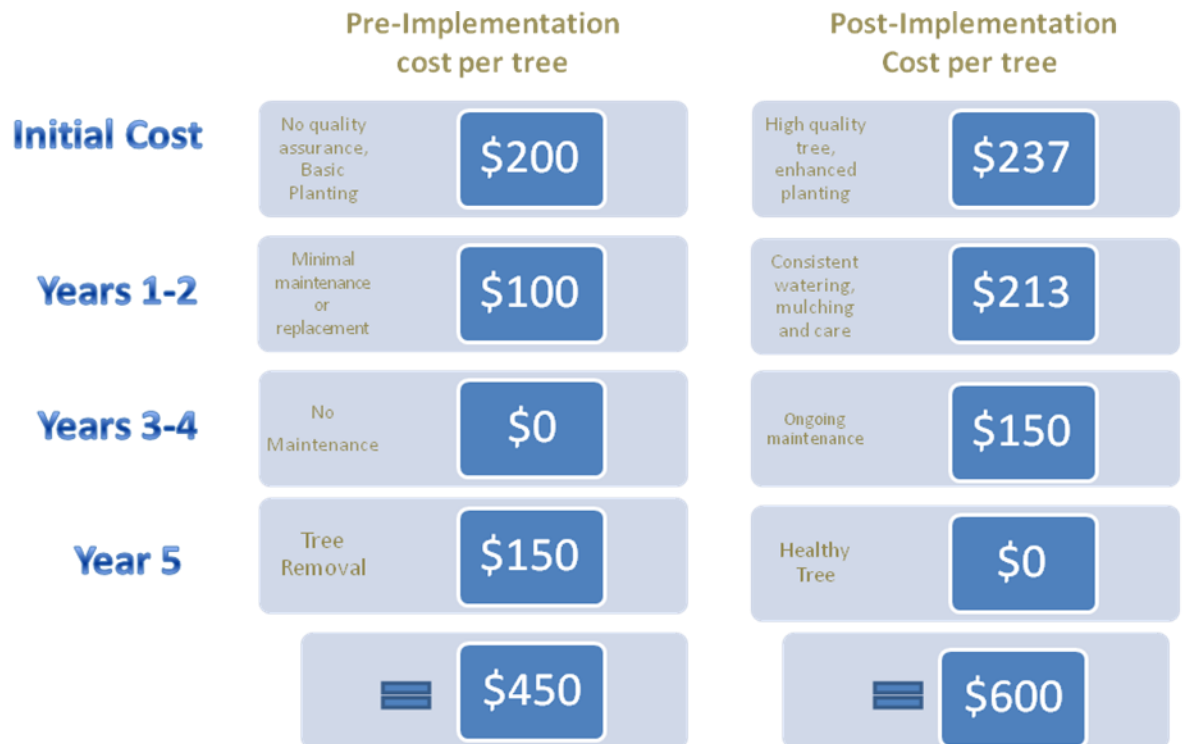 Pre-Implementation
cost per tree
Post-Implementation
Cost per tree
Initial Cost
No quality
assurance,
Basic
Planting
$200
High quality
tree,
enhanced
planting
$237
Years 1-2
Minimal
maintenance
or
replacement
$100
Consistent
watering,
mulching
and care
$213
Years 3-4
No
Maintenance
$0
Ongoing
maintenance
$150
Year 5
Tree
Removal
$150
Healthy
Tree
$0
=
$450
=
$600